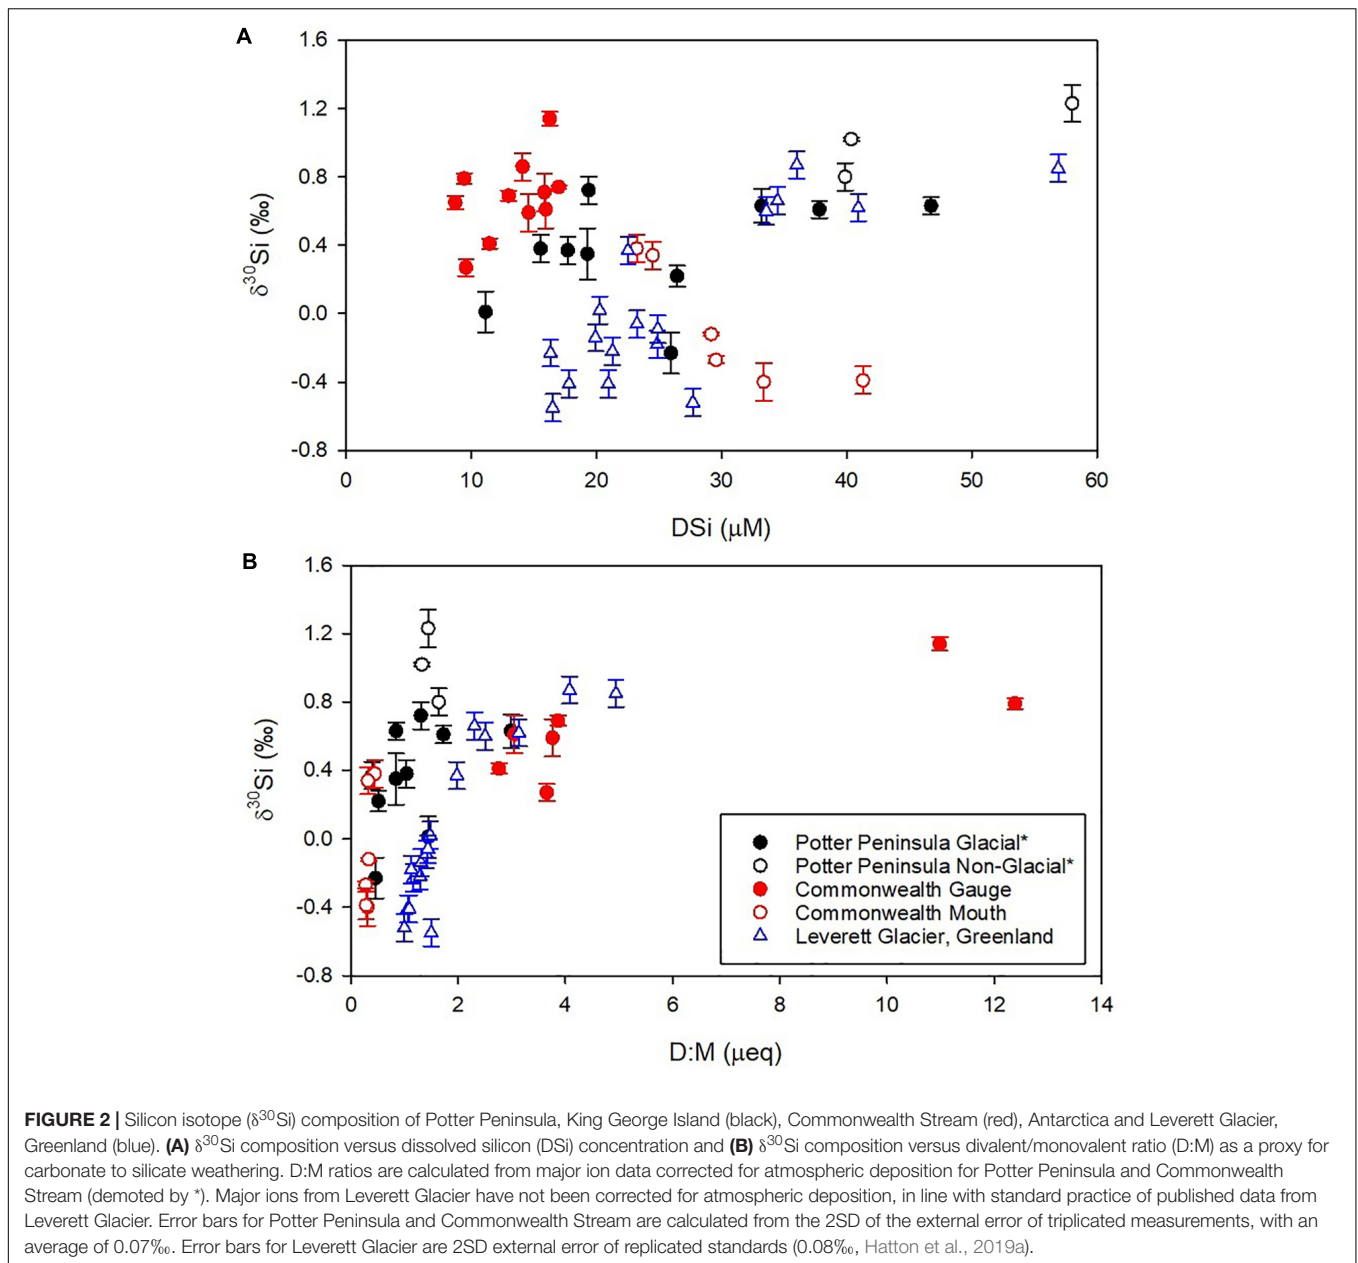 A
1.6
1.2
0.8
0.4
0.0
-0.4
-0.8
δ30Si (‰)
0 10 20 30 40 50 60
DSi (μM)
B
1.6
1.2
0.8
0.4
0.0
-0.4
-0.8
δ30Si (‰)
Potter Peninsula Glacial*
Potter Peninsula Non-Glacial*
Commonwealth Gauge
Commonwealth Mouth
Leverett Glacier, Greenland
0 2 4 6 8 10 12 14
D:M (μeq)
FIGURE 2 | Silicon isotope (δ30Si) composition of Potter Peninsula, King George Island (black), Commonwealth Stream (red), Antarctica and Leverett Glacier,
Greenland (blue). (A) δ30Si composition versus dissolved silicon (DSi) concentration and (B) δ30Si composition versus divalent/monovalent ratio (D:M) as a proxy for
carbonate to silicate weathering. D:M ratios are calculated from major ion data corrected for atmospheric deposition for Potter Peninsula and Commonwealth
Stream (demoted by *). Major ions from Leverett Glacier have not been corrected for atmospheric deposition, in line with standard practice of published data from
Leverett Glacier. Error bars for Potter Peninsula and Commonwealth Stream are calculated from the 2SD of the external error of triplicated measurements, with an
average of 0.07‰. Error bars for Leverett Glacier are 2SD external error of replicated standards (0.08‰, Hatton et al., 2019a).